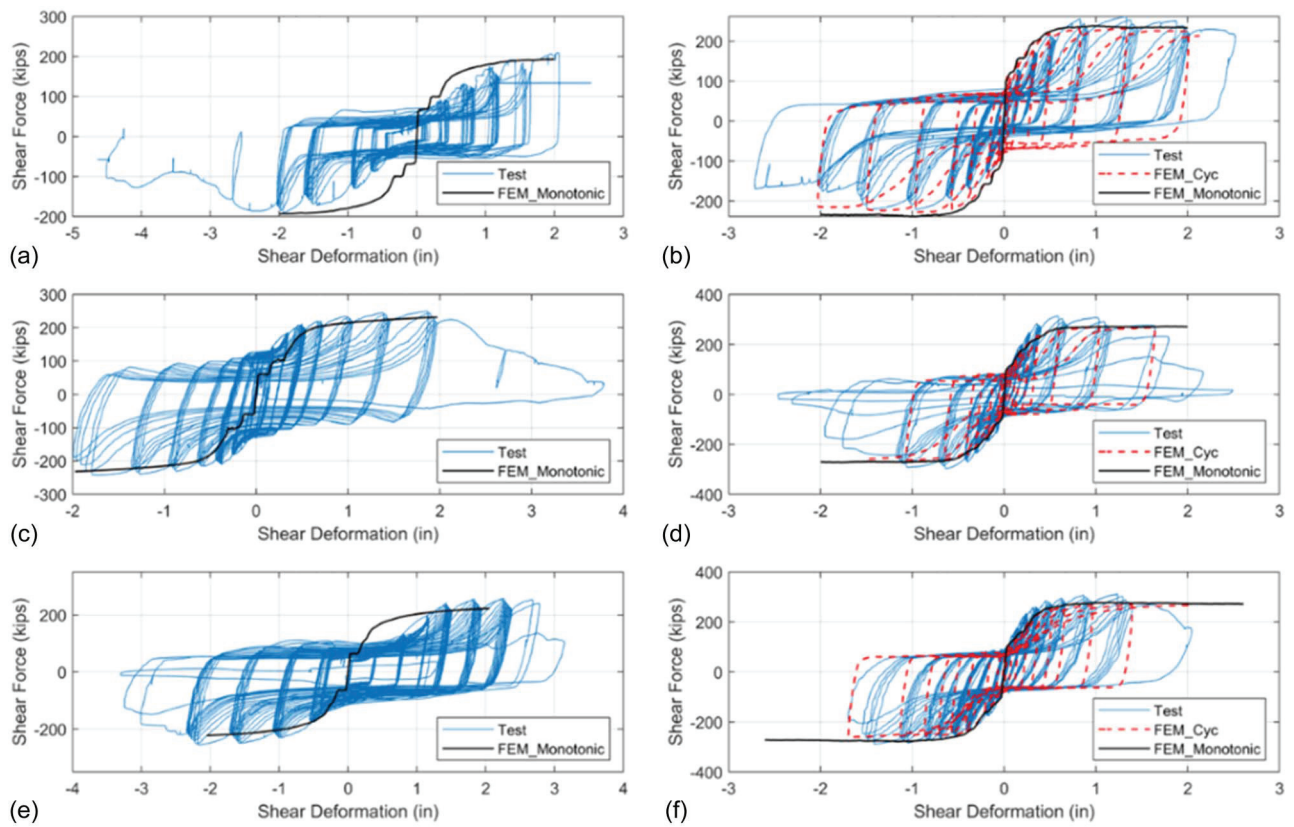 300
200
100
0
-100
-200
Shear Force (kips)
Test
FEM_Monotonic
-5 -4 -3 -2 -1 0 1 2 3
(a) Shear Deformation (in)
200
100
0
-100
-200
Shear Force (kips)
Test
FEM_Cyc
FEM_Monotonic
-3 -2 -1 0 1 2 3
(b) Shear Deformation (in)
300
200
100
0
-100
-200
-300
Shear Force (kips)
Test
FEM_Monotonic
-2 -1 0 1 2 3 4
(c) Shear Deformation (in)
400
200
0
-200
-400
Shear Force (kips)
Test
FEM_Cyc
FEM_Monotonic
-3 -2 -1 0 1 2 3
(d) Shear Deformation (in)
200
0
-200
Shear Force (kips)
Test
FEM_Monotonic
-4 -3 -2 -1 0 1 2 3 4
(e) Shear Deformation (in)
400
200
0
-200
-400
Shear Force (kips)
Test
FEM_Cyc
FEM_Monotonic
-3 -2 -1 0 1 2 3
(f) Shear Deformation (in)